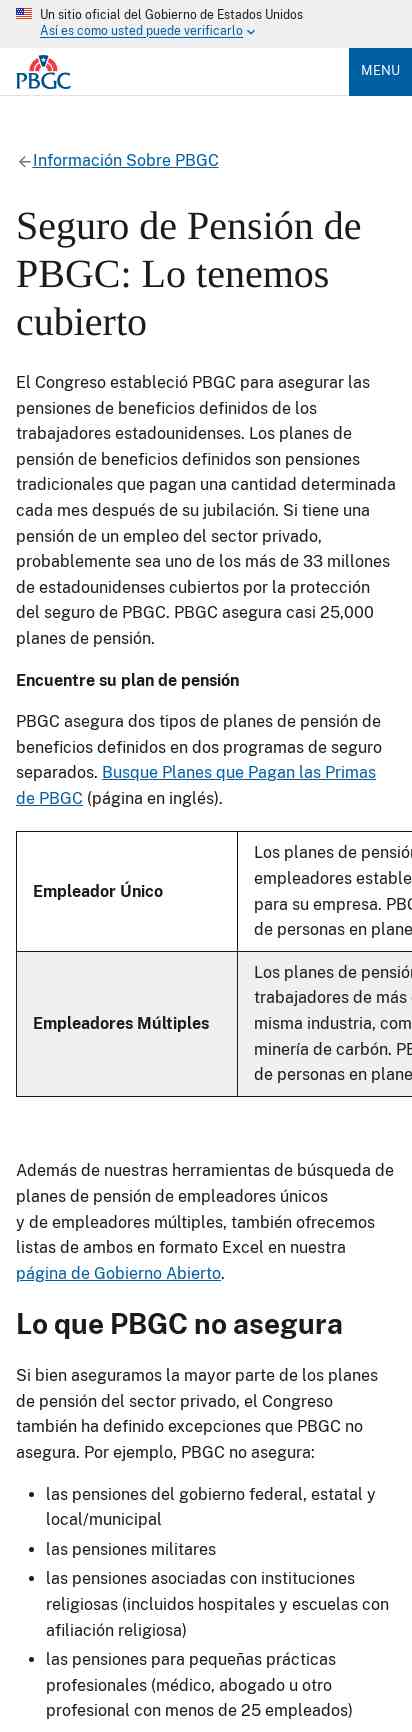 Un sitio oficial del Gobierno de Estados Unidos
Así es como usted puede verificarlo
PBGC
MENU
Información Sobre PBGC
Seguro de Pensión de
PBGC: Lo tenemos
cubierto
El Congreso estableció PBGC para asegurar las
pensiones de beneficios definidos de los
trabajadores estadounidenses. Los planes de
pensión de beneficios definidos son pensiones
tradicionales que pagan una cantidad determinada
cada mes después de su jubilación. Si tiene una
pensión de un empleo del sector privado,
probablemente sea uno de los más de 33 millones
de estadounidenses cubiertos por la protección
del seguro de PBGC. PBGC asegura casi 25,000
planes de pensión.
Encuentre su plan de pensión
PBGC asegura dos tipos de planes de pensión de
beneficios definidos en dos programas de seguro
separados. Busque Planes que Pagan las Primas
de PBGC (página en inglés).
Empleador Único
Los planes de pensión
empleadores estable
para su empresa. PBG
de personas en plane
Empleadores Múltiples
Los planes de pensión
trabajadores de más
misma industria, com
minería de carbón. PB
de personas en plane
Además de nuestras herramientas de búsqueda de
planes de pensión de empleadores únicos
y de empleadores múltiples, también ofrecemos
listas de ambos en formato Excel en nuestra
página de Gobierno Abierto.
Lo que PBGC no asegura
Si bien aseguramos la mayor parte de los planes
de pensión del sector privado, el Congreso
también ha definido excepciones que PBGC no
asegura. Por ejemplo, PBGC no asegura:
• las pensiones del gobierno federal, estatal y
local/municipal
• las pensiones militares
• las pensiones asociadas con instituciones
religiosas (incluidos hospitales y escuelas con
afiliación religiosa)
• las pensiones para pequeñas prácticas
profesionales (médico, abogado u otro
profesional con menos de 25 empleados)